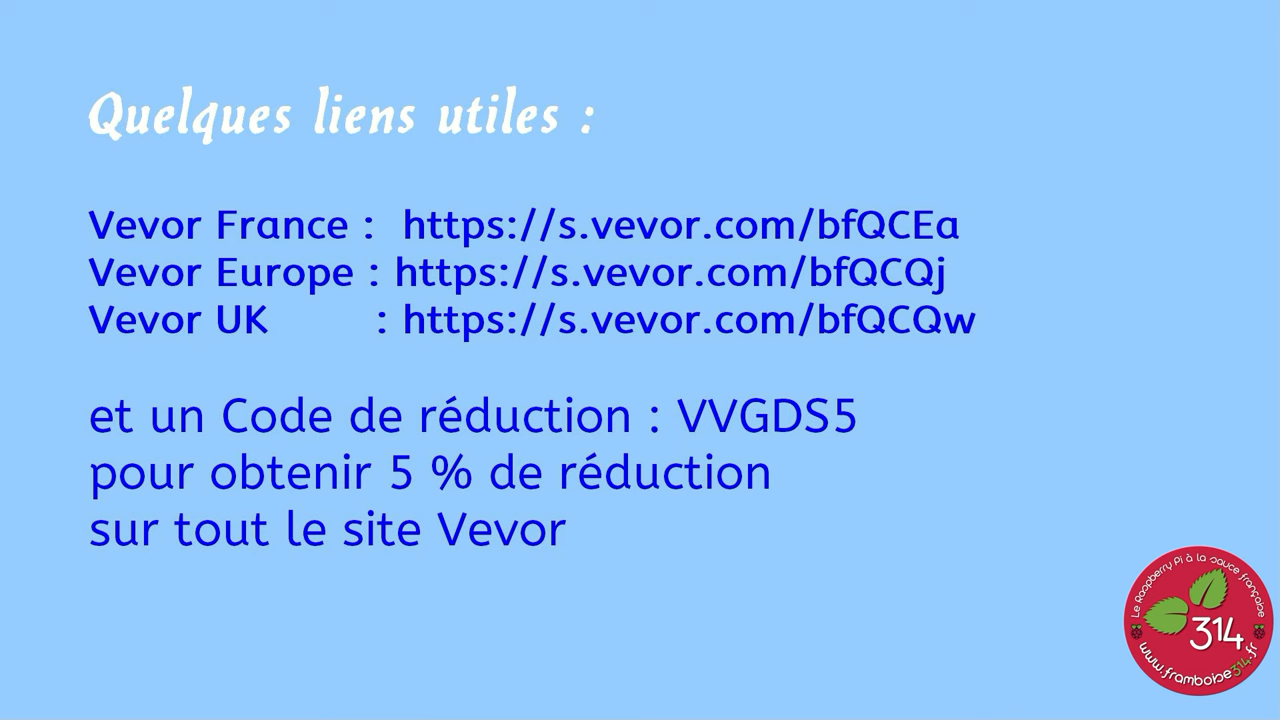 Quelques liens utiles :
Vevor France : https://s.vevor.com/bfQCEa
Vevor Europe : https://s.vevor.com/bfQCQj
Vevor UK : https://s.vevor.com/bfQCQw
et un Code de réduction : VVGDS5
pour obtenir 5 % de réduction
sur tout le site Vevor
Le Raspberry Pi à la sauce française
314
www.framboise314.fr